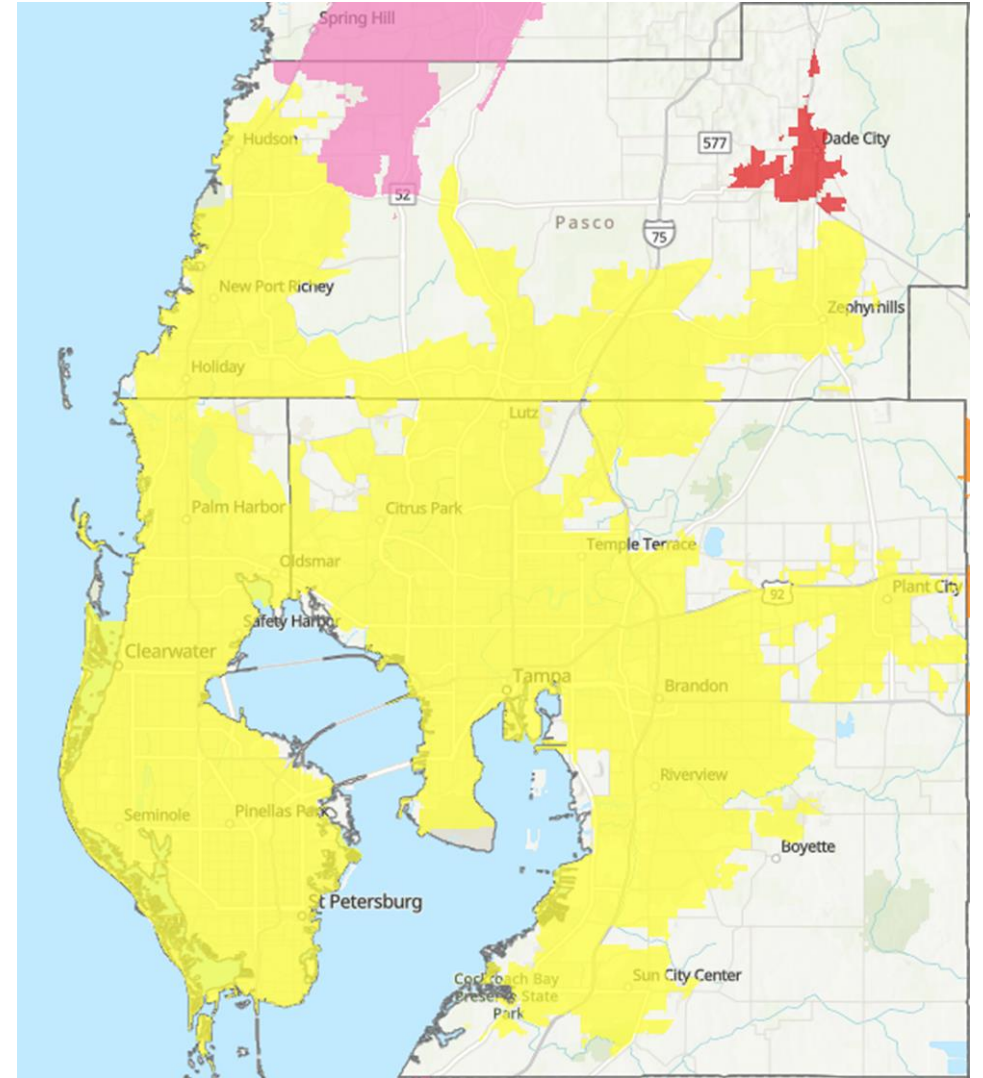 Spring Hill
Hudson
577
Dade City
52
Pasco
75
New Port Richey
Zephyrhills
Holiday
Lutz
Palm Harbor
Citrus Park
Temple Terrace
Oldsmar
92
Plant City
Safety Harbor
Clearwater
Tampa
Brandon
Riverview
Seminole
Pinellas Park
Boyette
St Petersburg
Cockroach Bay
Preserve State
Park
Sun City Center